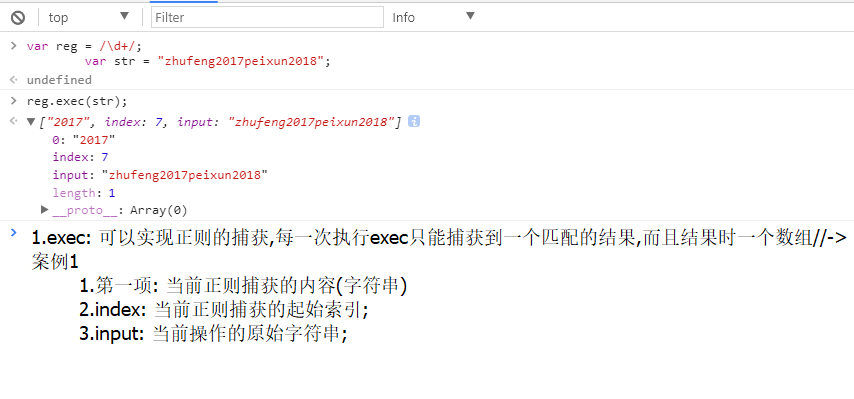 top Filter Info
var reg = /\d+/;
var str = "zhufeng2017peixun2018";
undefined
reg.exec(str);
["2017", index: 7, input: "zhufeng2017peixun2018"]
0: "2017"
index: 7
input: "zhufeng2017peixun2018"
length: 1
__proto__: Array(0)
1.exec: 可以实现正则的捕获,每一次执行exec只能捕获到一个匹配的结果,而且结果时一个数组//->
案例1
1.第一项: 当前正则捕获的内容(字符串)
2.index: 当前正则捕获的起始索引;
3.input: 当前操作的原始字符串;